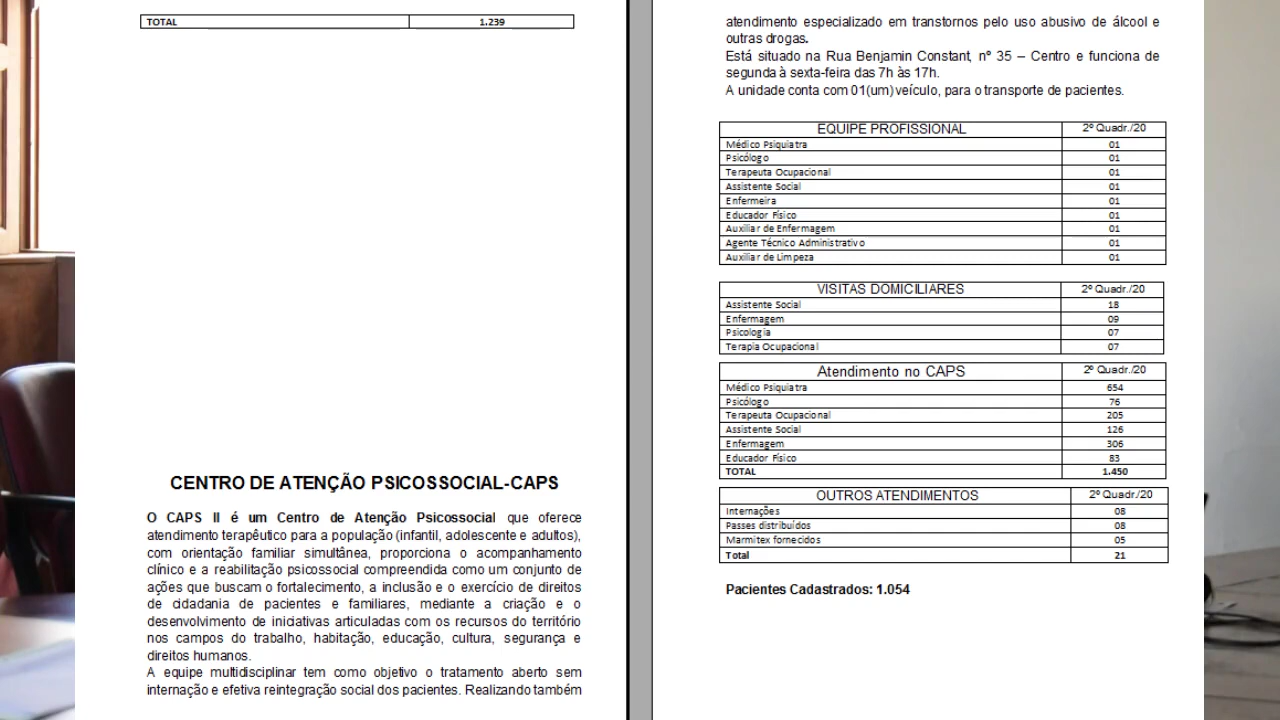 TOTAL 1.239
CENTRO DE ATENÇÃO PSICOSSOCIAL-CAPS
O CAPS II é um Centro de Atenção Psicossocial que oferece
atendimento terapêutico para a população (infantil, adolescente e adultos),
com orientação familiar simultânea, proporciona o acompanhamento
clínico e a reabilitação psicossocial compreendida como um conjunto de
ações que buscam o fortalecimento, a inclusão e o exercício de direitos
de cidadania de pacientes e familiares, mediante a criação e o
desenvolvimento de iniciativas articuladas com os recursos do território
nos campos do trabalho, habitação, educação, cultura, segurança e
direitos humanos.
A equipe multidisciplinar tem como objetivo o tratamento aberto sem
internação e efetiva reintegração social dos pacientes. Realizando também
atendimento especializado em transtornos pelo uso abusivo de álcool e
outras drogas.
Está situado na Rua Benjamin Constant, nº 35 – Centro e funciona de
segunda à sexta-feira das 7h às 17h.
A unidade conta com 01(um) veículo, para o transporte de pacientes.
EQUIPE PROFISSIONAL 2º Quadr./20
Médico Psiquiatra 01
Psicólogo 01
Terapeuta Ocupacional 01
Assistente Social 01
Enfermeira 01
Educador Físico 01
Auxiliar de Enfermagem 01
Agente Técnico Administrativo 01
Auxiliar de Limpeza 01
VISITAS DOMICILIARES 2º Quadr./20
Assistente Social 18
Enfermagem 09
Psicologia 07
Terapia Ocupacional 07
Atendimento no CAPS 2º Quadr./20
Médico Psiquiatra 654
Psicólogo 76
Terapeuta Ocupacional 205
Assistente Social 126
Enfermagem 306
Educador Físico 83
TOTAL 1.450
OUTROS ATENDIMENTOS 2º Quadr./20
Internações 08
Passes distribuídos 08
Marmitex fornecidos 05
Total 21
Pacientes Cadastrados: 1.054